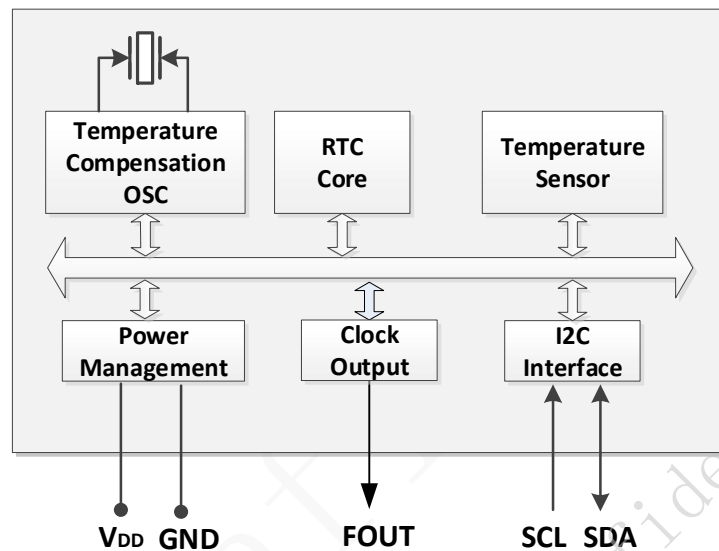 Temperature
Compensation
OSC
RTC
Core
Temperature
Sensor
Power
Management
Clock
Output
I2C
Interface
VDD GND FOUT SCL SDA